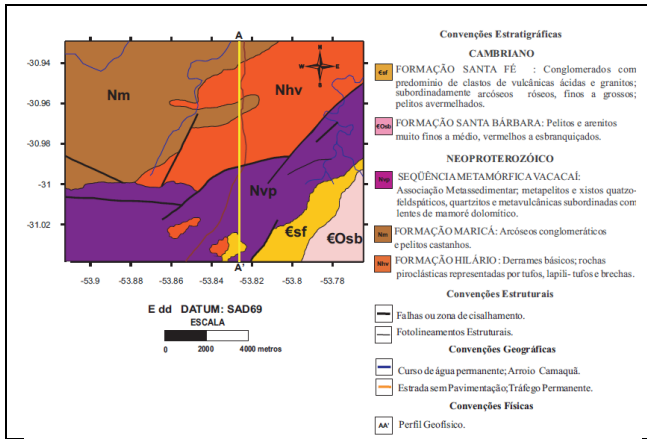 A
-30.94
-30.96
-30.98
-31
-31.02
N
W E
S
Nm
Nhv
Nvp
€sf
€Osb
A'
-53.9 -53.88 -53.86 -53.84 -53.82 -53.8 -53.78
E dd DATUM: SAD69
ESCALA
0 2000 4000 metros
Convenções Estratigráficas
CAMBRIANO
€sf FORMAÇÃO SANTA FÉ : Conglomerados com
predominio de clastos de vulcânicas ácidas e granitos;
subordinadamente arcóseos róseos, finos a grossos;
pelitos avermelhados.
€Osb FORMAÇÃO SANTA BÁRBARA: Pelitos e arenitos
muito finos a médio, vermelhos a esbranquiçados.
NEOPROTEROZÓICO
Nvp SEQÜÊNCIA METAMÓRFICA VACACAÍ:
Associação Metassedimentar; metapelitos e xistos quatzo-
feldspáticos, quartzitos e metavulcânicas subordinadas com
lentes de mamoré dolomitico.
Nm FORMAÇÃO MARICÁ: Arcóseos conglomeráticos
e pelitos castanhos.
Nhv FORMAÇÃO HILÁRIO: Derrames básicos; rochas
piroclásticas representadas por tufos, lapili- tufos e brechas.
Convenções Estruturais
Falhas ou zona de cisalhamento.
Fotolineamentos Estruturais.
Convenções Geográficas
Curso de água permanente; Arroio Camaquã.
Estrada sem Pavimentação; Tráfego Permanente.
Convenções Físicas
AA' Perfil Geofísico.